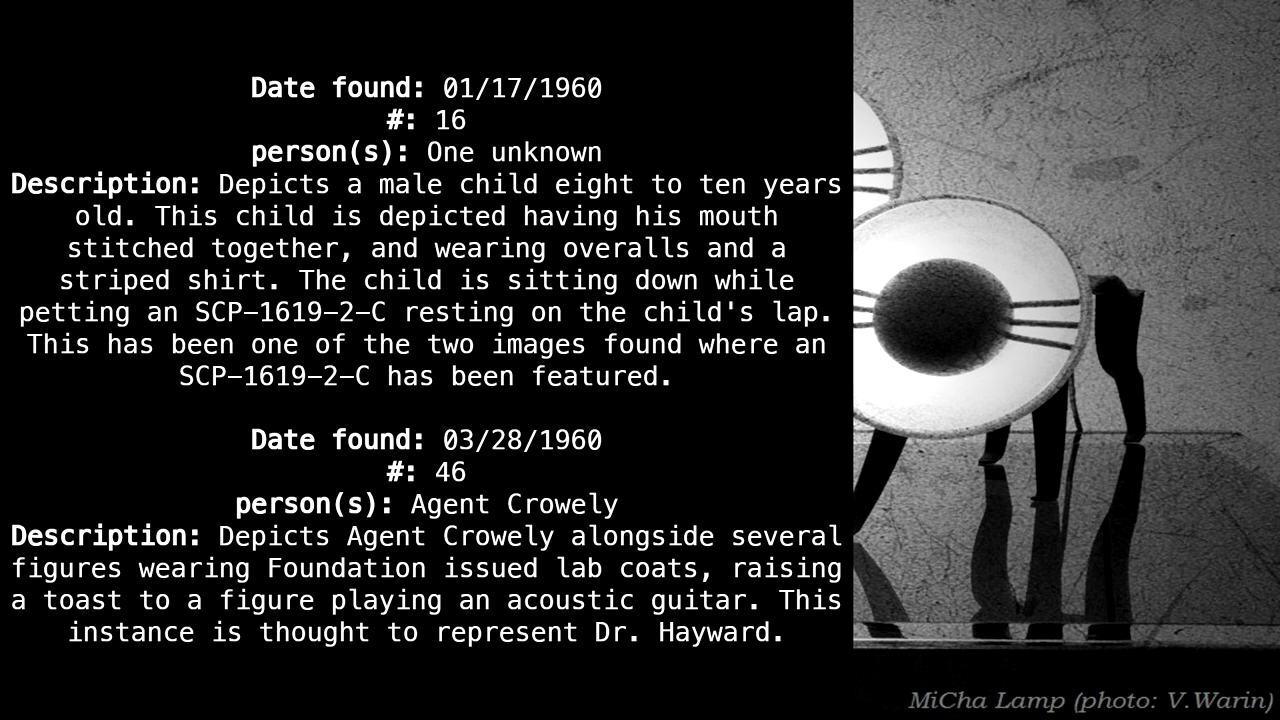 Date found: 01/17/1960
#: 16
person(s): One unknown
Description: Depicts a male child eight to ten years
old. This child is depicted having his mouth
stitched together, and wearing overalls and a
striped shirt. The child is sitting down while
petting an SCP-1619-2-C resting on the child's lap.
This has been one of the two images found where an
SCP-1619-2-C has been featured.

Date found: 03/28/1960
#: 46
person(s): Agent Crowely
Description: Depicts Agent Crowely alongside several
figures wearing Foundation issued lab coats, raising
a toast to a figure playing an acoustic guitar. This
instance is thought to represent Dr. Hayward.
MiCha Lamp (photo: V.Warin)